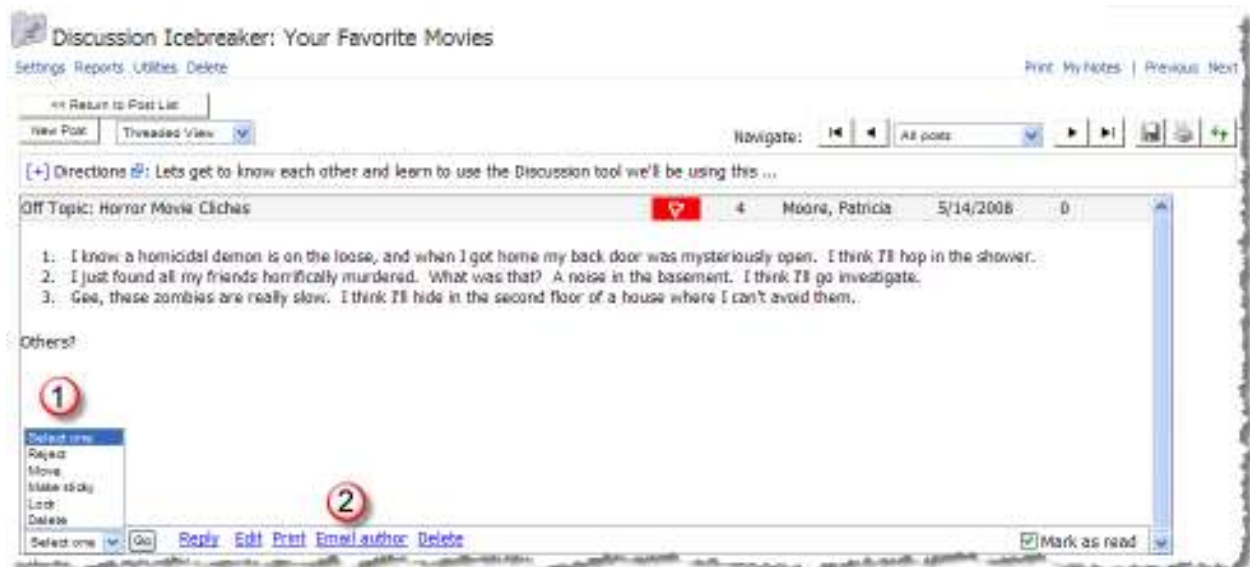 Discussion Icebreaker: Your Favorite Movies
Settings Reports Utilities Delete Print My Notes | Previous Next
<< Return to Post List
New Post Threaded View Navigate: All posts
[+] Directions : Lets get to know each other and learn to use the Discussion tool we'll be using this ...
Off Topic: Horror Movie Cliches 4 Moore, Patricia 5/14/2008 0
1. I know a homicidal demon is on the loose, and when I got home my back door was mysteriously open. I think I'll hop in the shower.
2. I just found all my friends horrifically murdered. What was that? A noise in the basement. I think I'll go investigate.
3. Gee, these zombies are really slow. I think I'll hide in the second floor of a house where I can't avoid them.
Others?
1
Select one
Reject
Move
Make sticky
Lock
Delete
2
Select one Go Reply Edit Print Email author Delete Mark as read